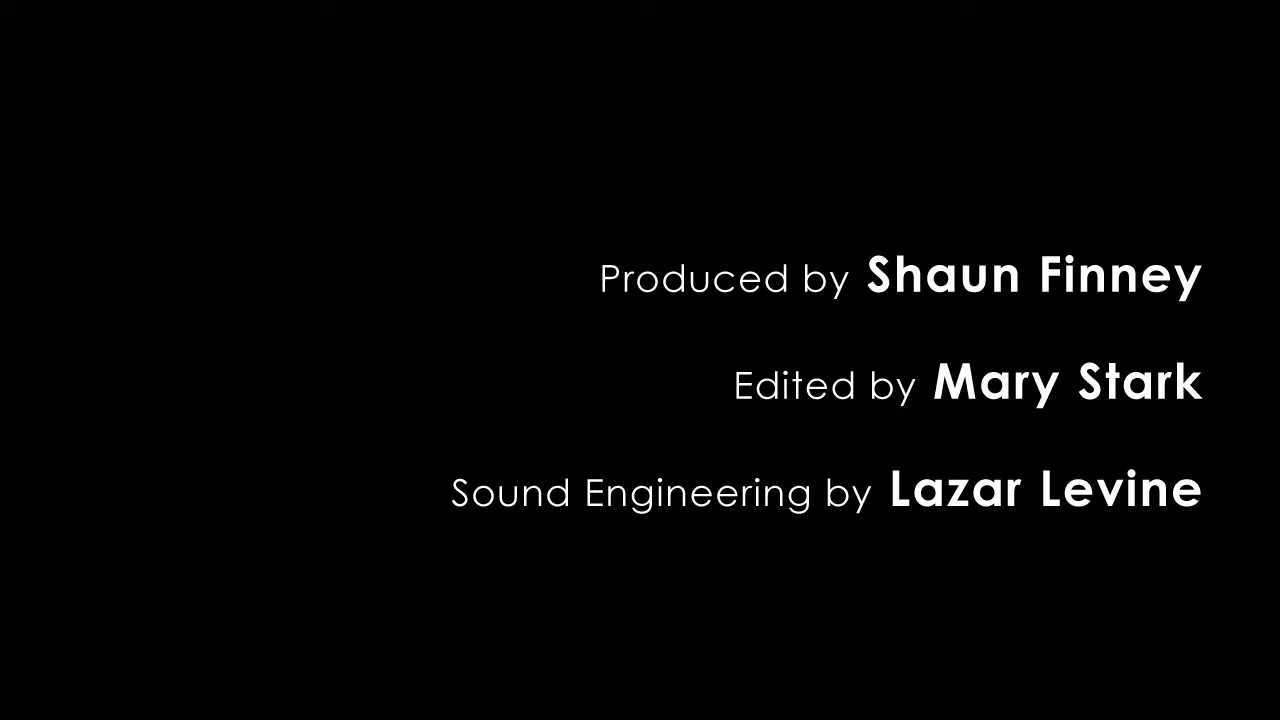 Produced by Shaun Finney
Edited by Mary Stark
Sound Engineering by Lazar Levine